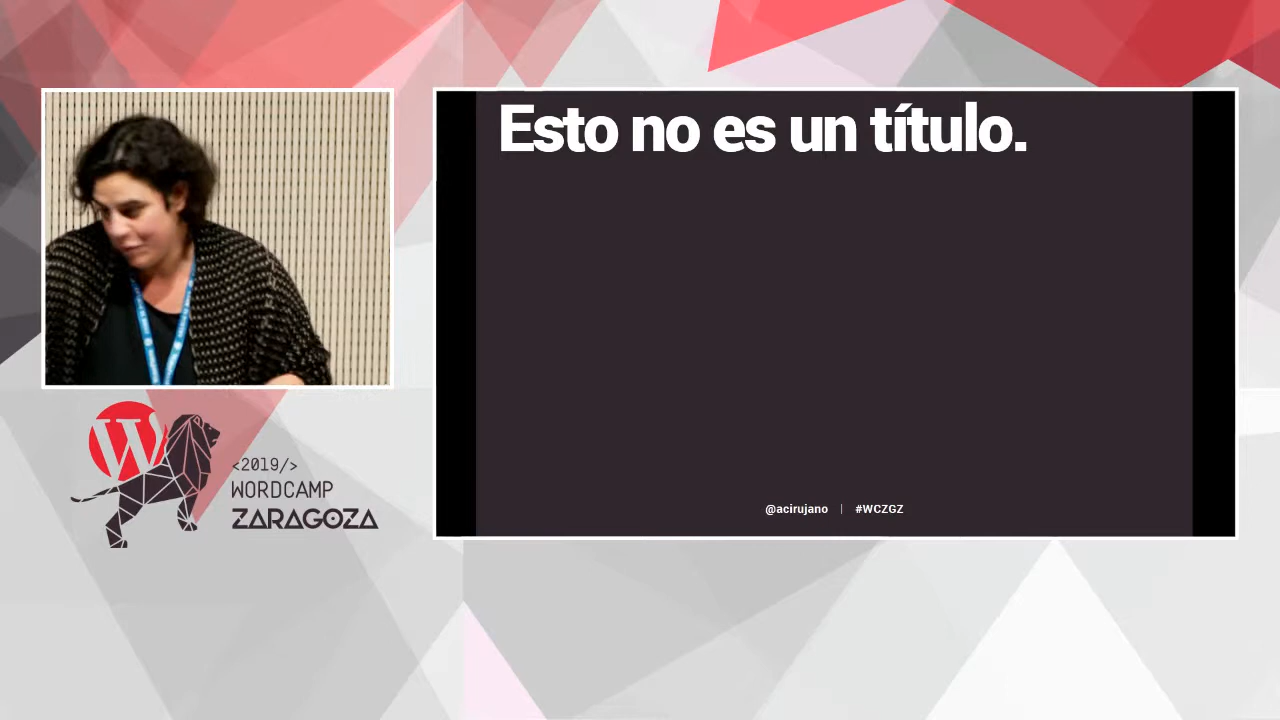 Esto no es un título.
@acirujano | #WCZGZ
W
<2019/>
WORDCAMP
ZARAGOZA